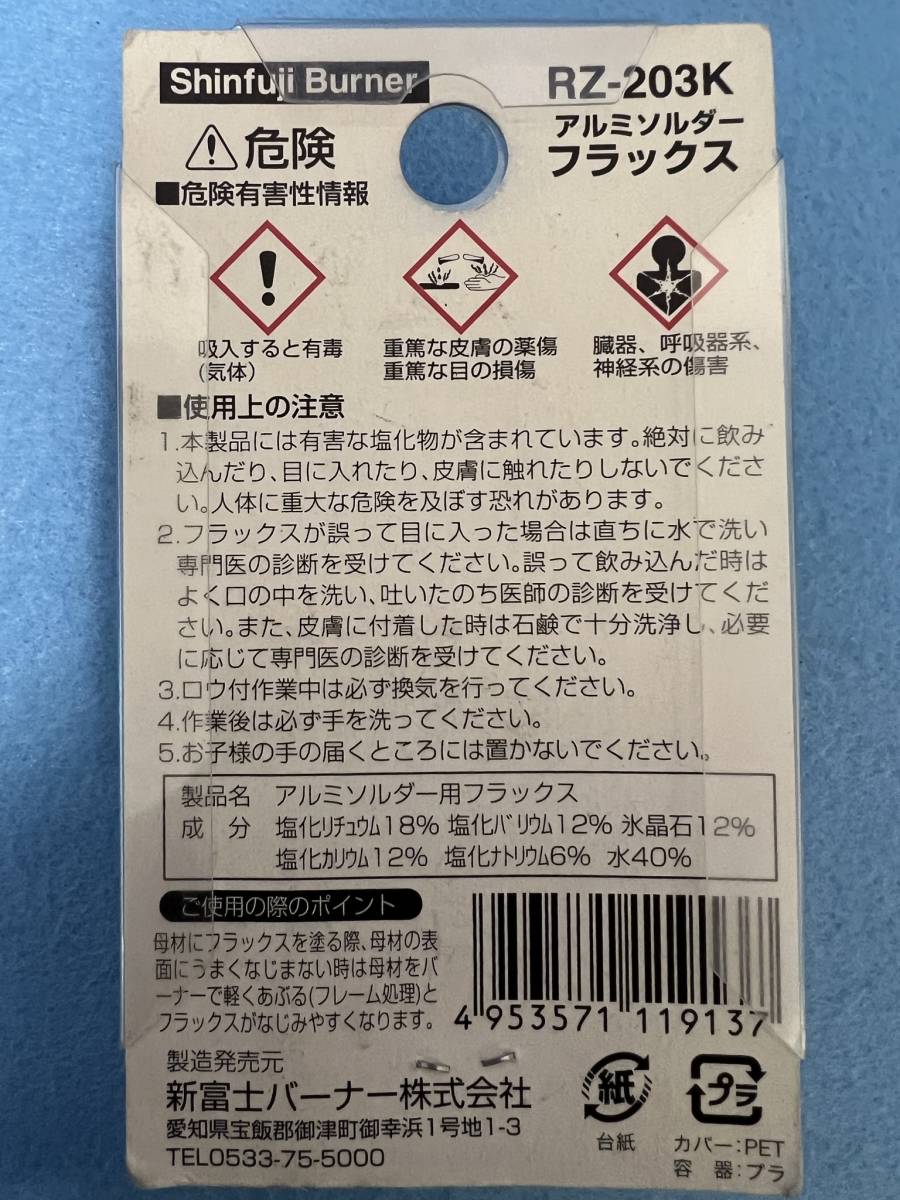 Shinfuji Burner
RZ-203K
アルミソルダー
フラックス
危険
■危険有害性情報
吸入すると有毒
(気体)
重篤な皮膚の薬傷
重篤な目の損傷
臓器、呼吸器系、
神経系の傷害
■使用上の注意
1.本製品には有害な塩化物が含まれています。絶対に飲み
込んだり、目に入れたり、皮膚に触れたりしないでくださ
い。人体に重大な危険を及ぼす恐れがあります。
2.フラックスが誤って目に入った場合は直ちに水で洗い
専門医の診断を受けてください。誤って飲み込んだ時は
よく口の中を洗い、吐いたのち医師の診断を受けてくだ
さい。また、皮膚に付着した時は石鹸で十分洗浄し、必要
に応じて専門医の診断を受けてください。
3.ロウ付作業中は必ず換気を行ってください。
4.作業後は必ず手を洗ってください。
5.お子様の手の届くところには置かないでください。
製品名 アルミソルダー用フラックス
成 分 塩化リチュウム18% 塩化バリウム12% 氷晶石12%
塩化カリウム12% 塩化ナトリウム6% 水40%
ご使用の際のポイント
母材にフラックスを塗る際、母材の表
面にうまくなじまない時は母材をバ
ーナーで軽くあぶる(フレーム処理)と
フラックスがなじみやすくなります。
4 953571 119137
製造発売元
新富士バーナー株式会社
愛知県宝飯郡御津町御幸浜1号地1-3
TEL0533-75-5000
紙
台紙
プラ
カバー:PET
容 器:プラ